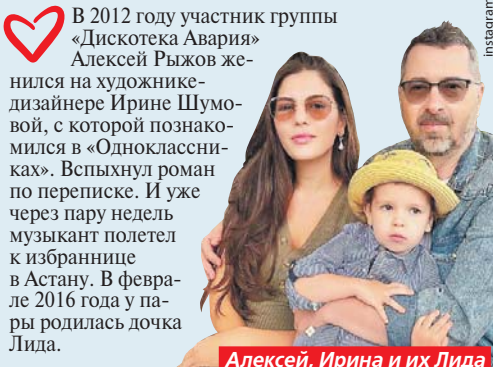 В 2012 году участник группы
«Дискотека Авария»
Алексей Рыжов же-
нился на художнике-
дизайнере Ирине Шумо-
вой, с которой познако-
мился в «Одноклассни-
ках». Вспыхнул роман
по переписке. И уже
через пару недель
музыкант полетел
к избраннице
в Астану. В февра-
ле 2016 года у па-
ры родилась дочка
Лида.
instagram
Алексей, Ирина и их Лида